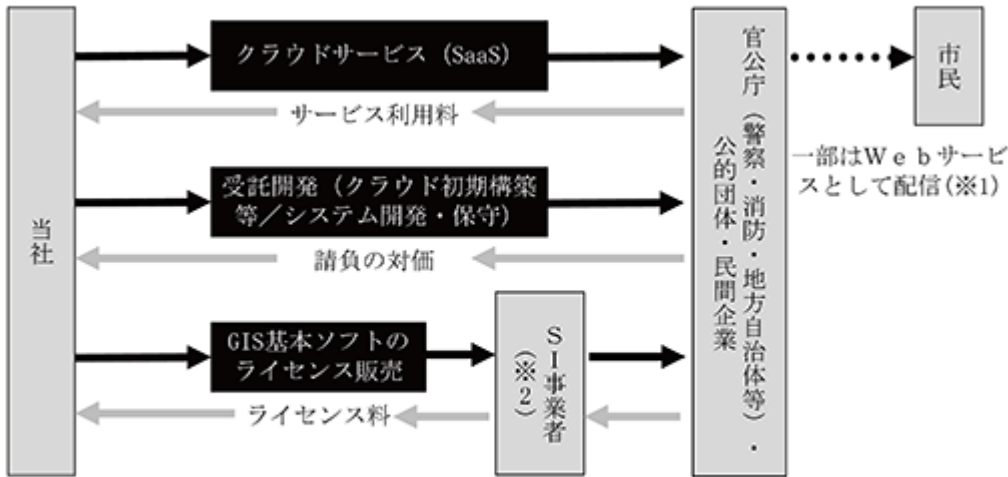 当社
クラウドサービス (SaaS)
サービス利用料
受託開発（クラウド初期構築
等／システム開発・保守）
請負の対価
GIS基本ソフトの
ライセンス販売
ライセンス料
ＳＩ事業者
(※2)
官公庁（警察・消防・地方自治体等）・
公的団体・民間企業
市民
一部はＷｅｂサービ
スとして配信(※1)